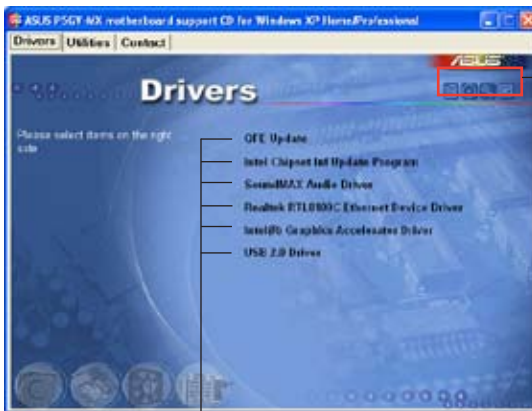 ASUS P5GV-MX motherboard support CD for Windows XP Home/Professional
Drivers Utilities Contact
ASUS
Drivers
Please select items on the right
side
QFE Update
Intel Chipset Inf Update Program
SoundMAX Audio Driver
Realtek RTL8100C Ethernet Device Driver
Intel(R) Graphics Accelerator Driver
USB 2.0 Driver